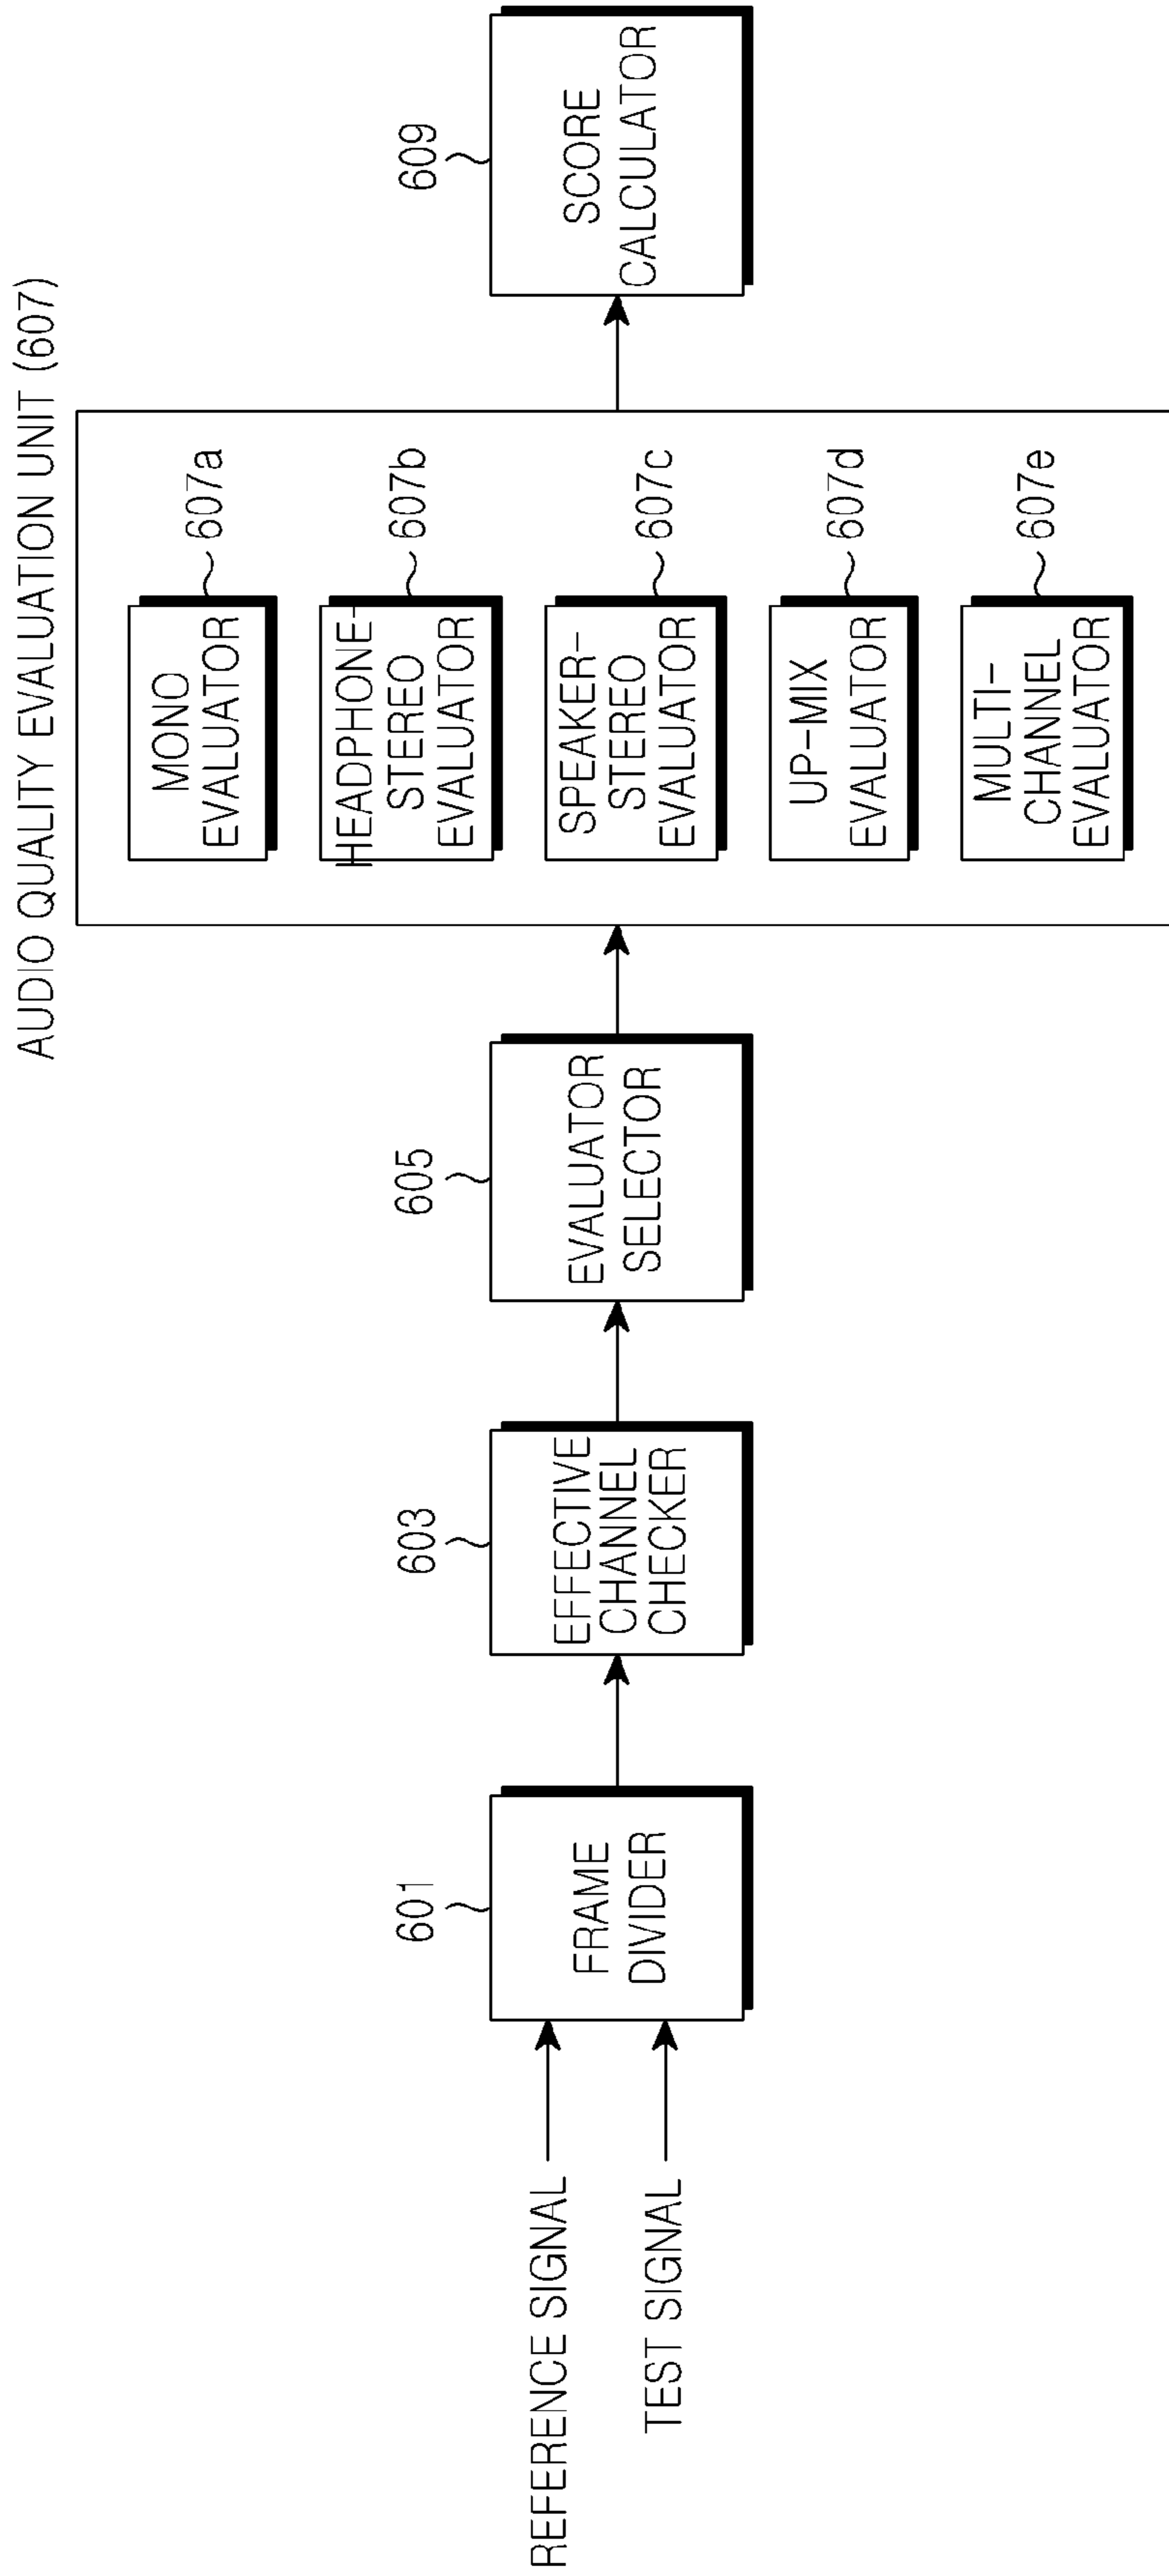 AUDIO QUALITY EVALUATION UNIT (607)
REFERENCE SIGNAL
TEST SIGNAL
601
FRAME
DIVIDER
603
EFFECTIVE
CHANNEL
CHECKER
605
EVALUATOR
SELECTOR
MONO
EVALUATOR
607a
HEADPHONE-
STEREO
EVALUATOR
607b
SPEAKER-
STEREO
EVALUATOR
607c
UP-MIX
EVALUATOR
607d
MULTI-
CHANNEL
EVALUATOR
607e
609
SCORE
CALCULATOR